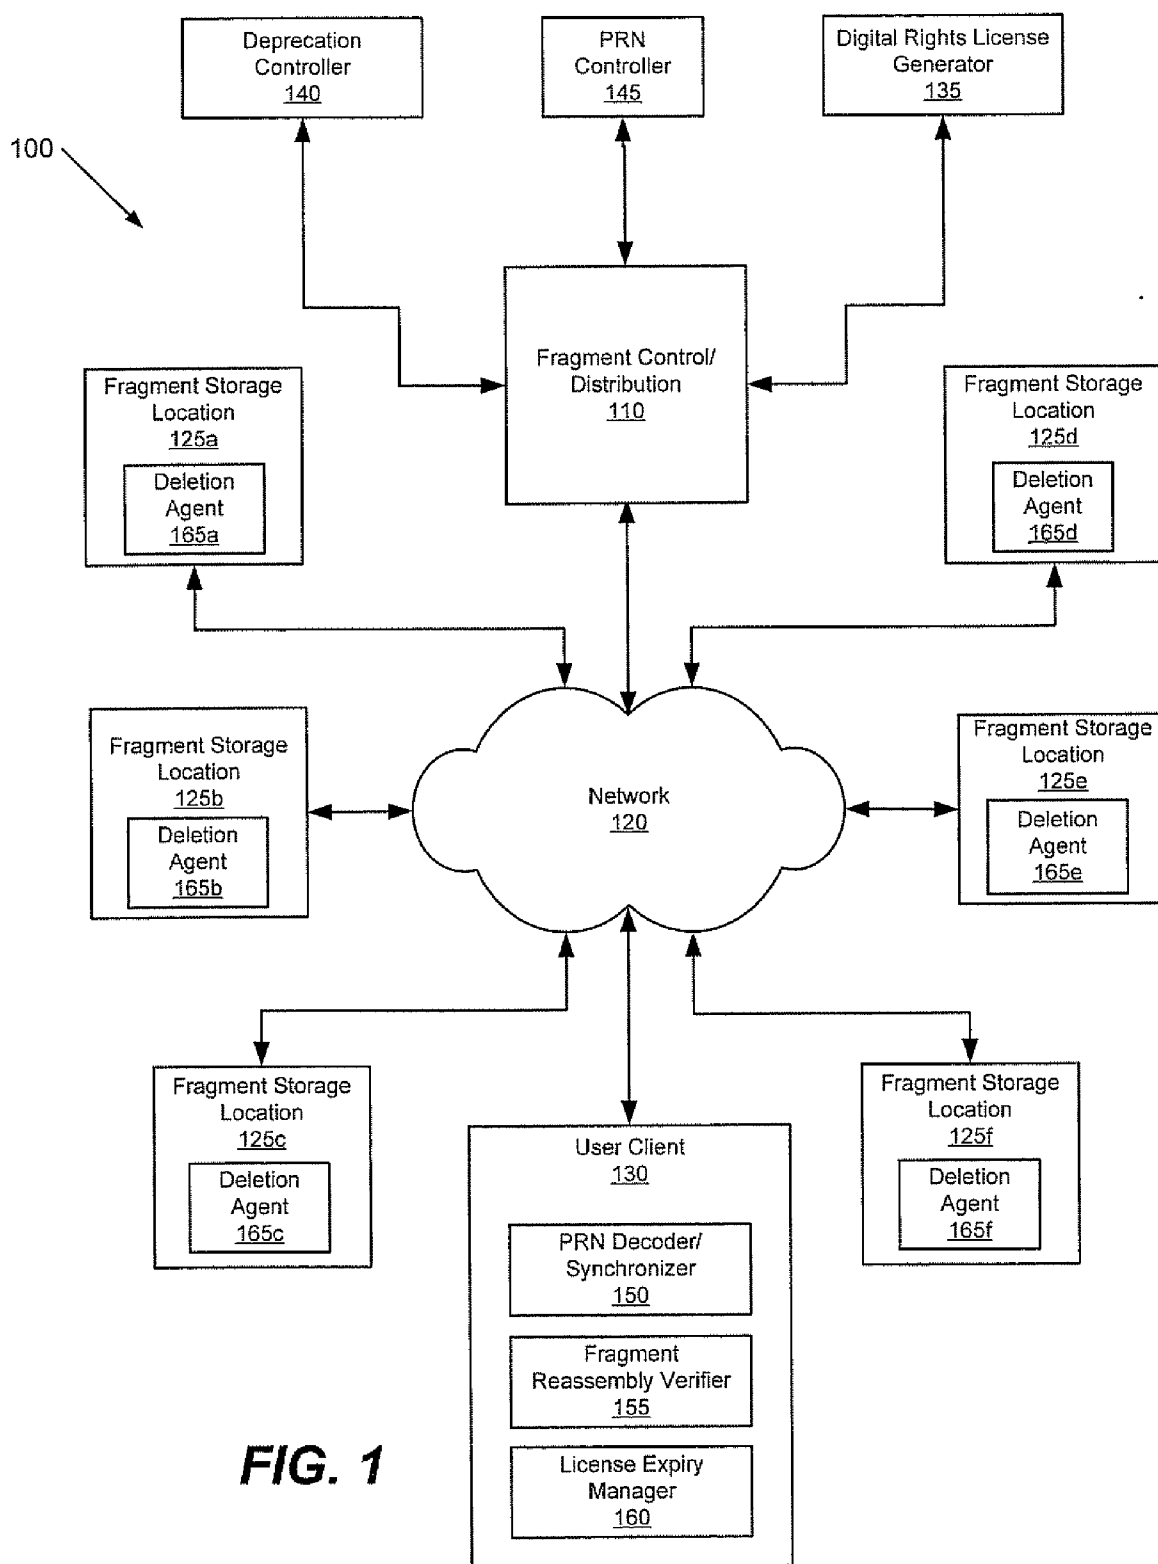 Deprecation
Controller
140
PRN
Controller
145
Digital Rights License
Generator
135
100
Fragment Control/
Distribution
110
Fragment Storage
Location
125a
Deletion
Agent
165a
Fragment Storage
Location
125d
Deletion
Agent
165d
Fragment Storage
Location
125b
Deletion
Agent
165b
Network
120
Fragment Storage
Location
125e
Deletion
Agent
165e
Fragment Storage
Location
125c
Deletion
Agent
165c
User Client
130
PRN Decoder/
Synchronizer
150
Fragment
Reassembly Verifier
155
License Expiry
Manager
160
Fragment Storage
Location
125f
Deletion
Agent
165f
FIG. 1